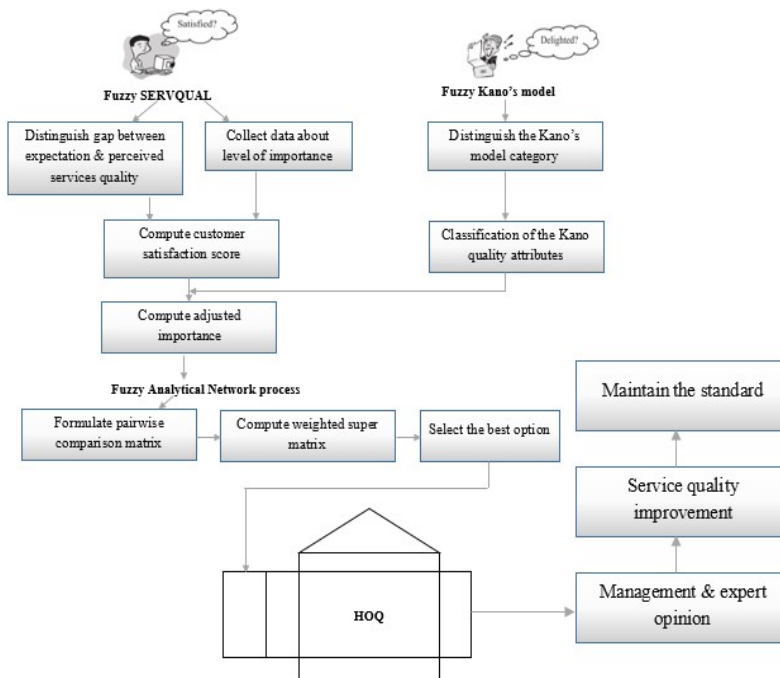 Satisfied?
Delighted?
Fuzzy SERVQUAL
Fuzzy Kano's model
Distinguish gap between
expectation & perceived
services quality
Collect data about
level of importance
Distinguish the Kano's
model category
Compute customer
satisfaction score
Classification of the Kano
quality attributes
Compute adjusted
importance
Fuzzy Analytical Network process
Formulate pairwise
comparison matrix
Compute weighted super
matrix
Select the best option
Maintain the standard
Service quality
improvement
Management & expert
opinion
HOQ